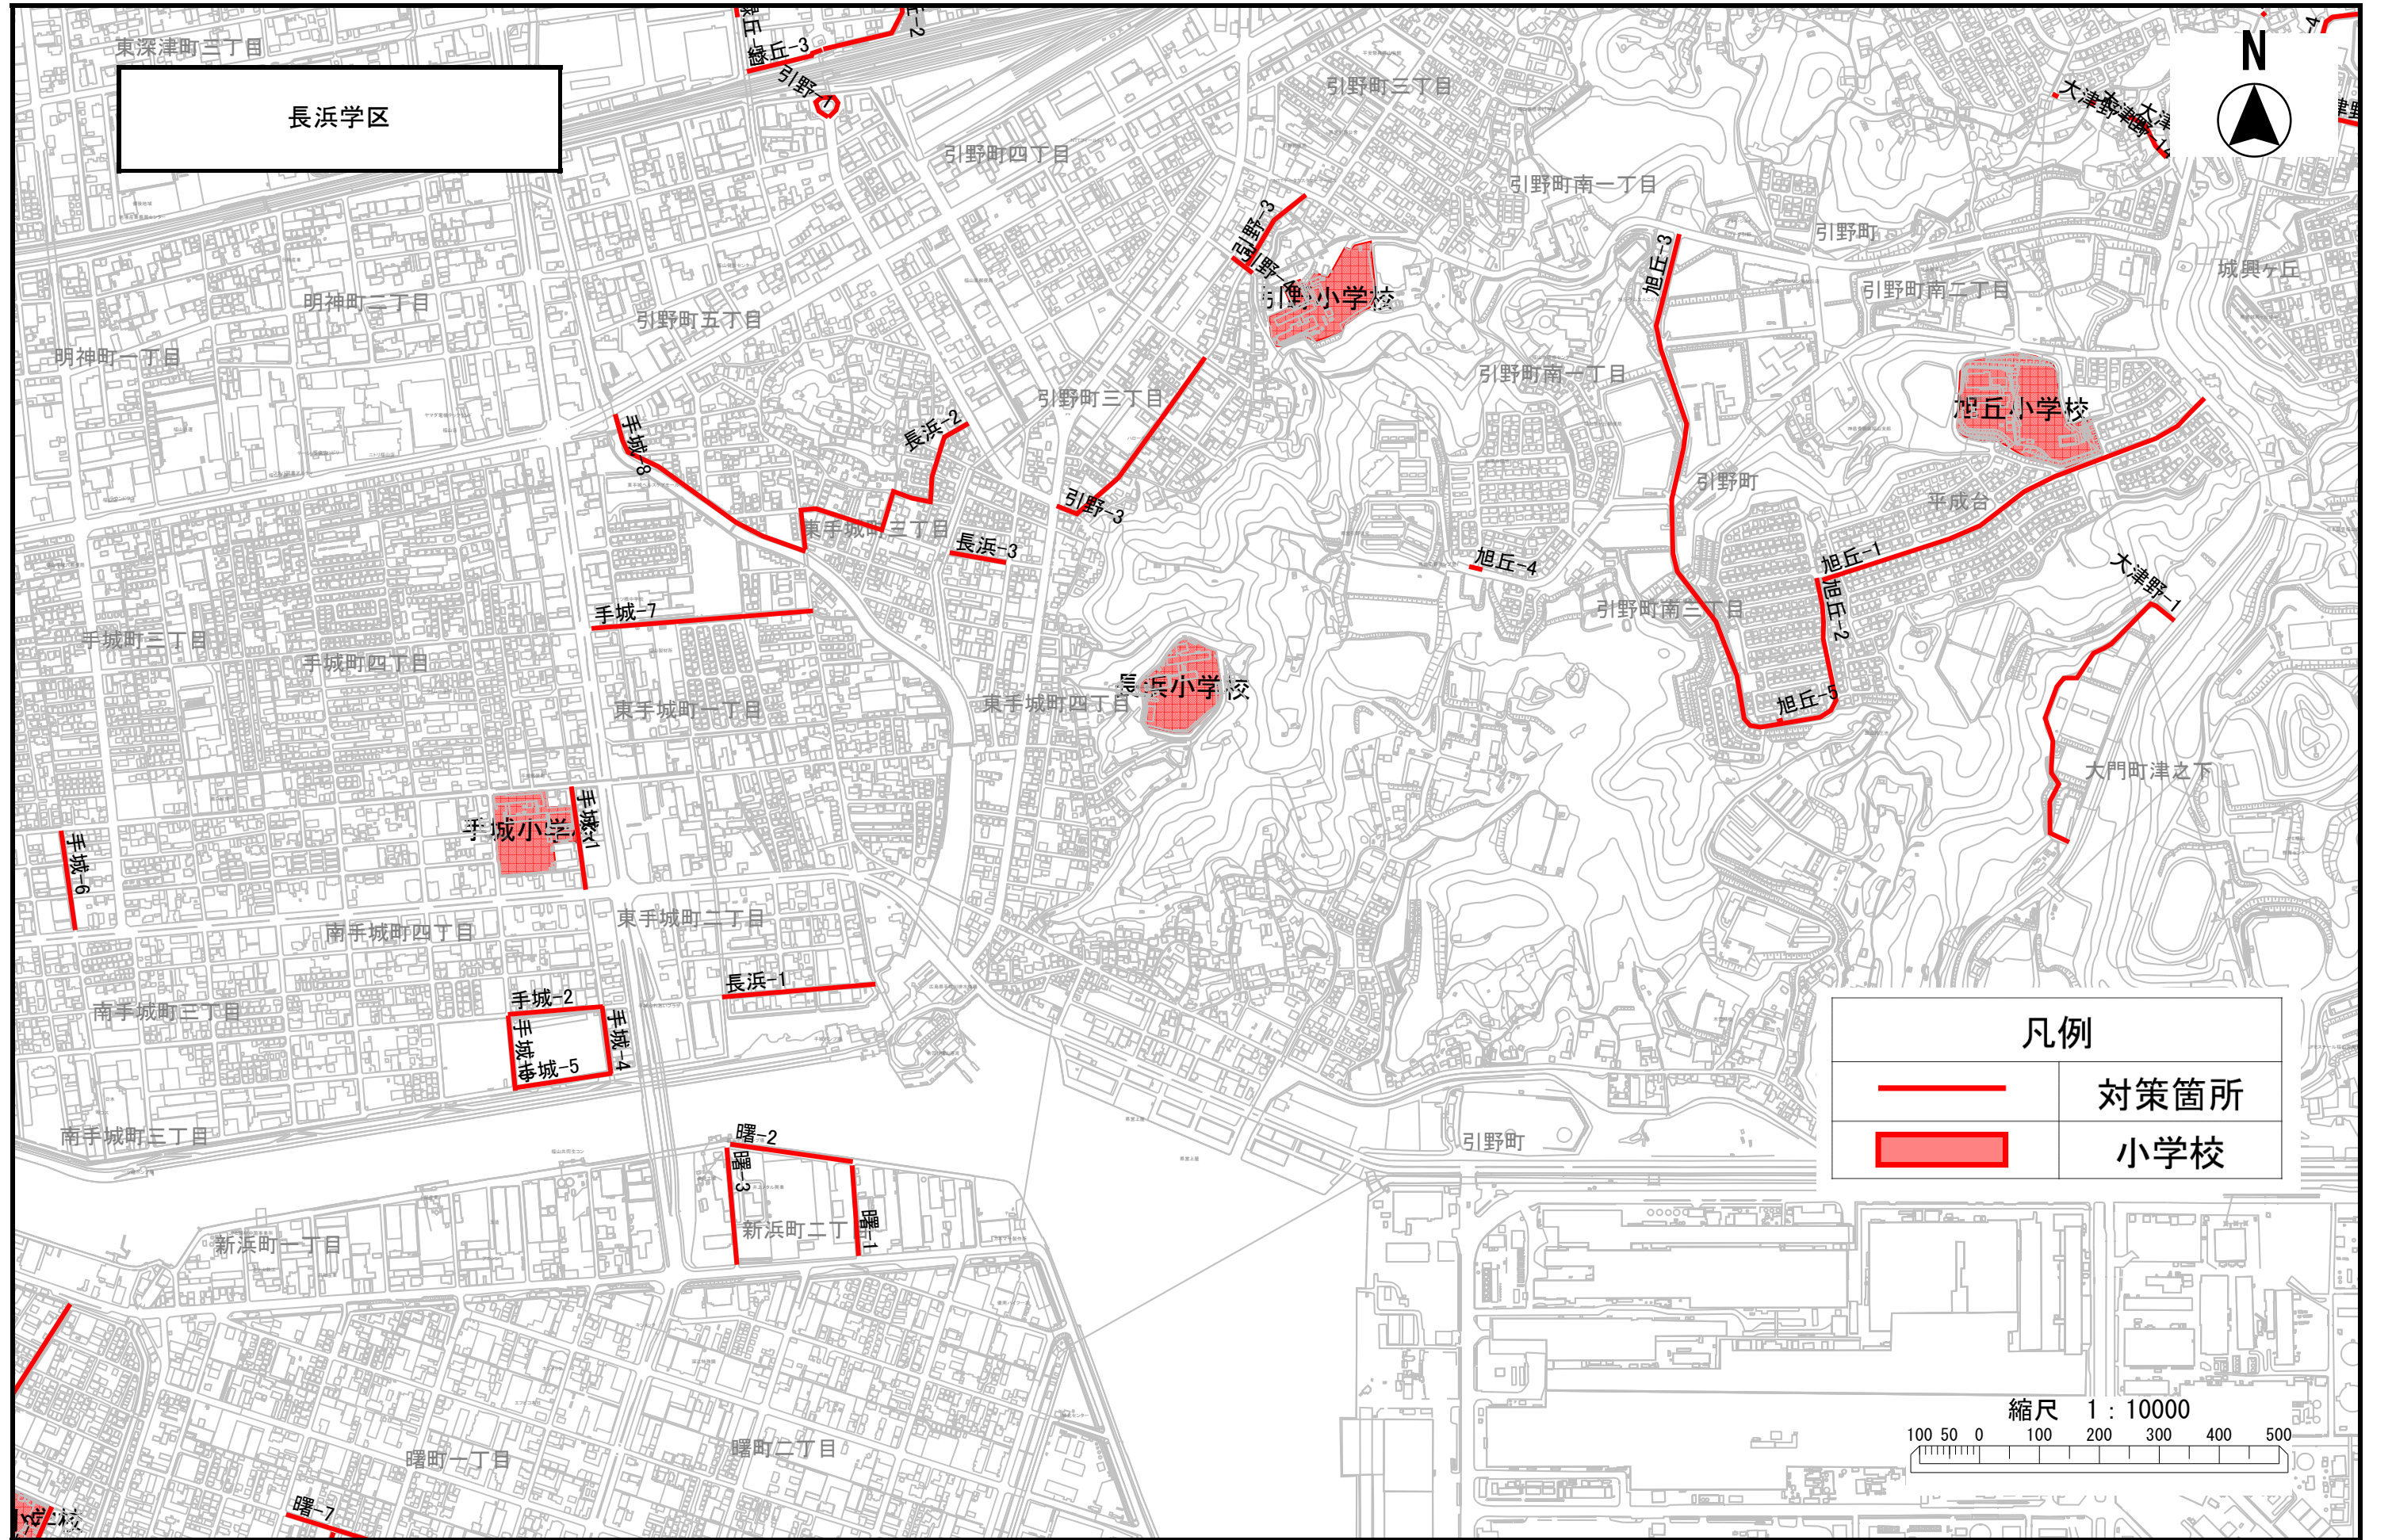 長浜学区
N
東深津町三丁目
緑丘-3
引野-1
引野町三丁目
引野町四丁目
引野町南一丁目
引野町
城興ヶ丘
引野町南二丁目
明神町二丁目
明神町一丁目
引野町五丁目
引野-3
引野-4
引野小学校
旭丘-3
引野町三丁目
引野町南一丁目
旭丘小学校
手城-8
長浜-2
引野-3
引野町
平成台
東手城町三丁目
長浜-3
旭丘-4
旭丘-1
旭丘-2
大津野-1
手城-7
引野町南三丁目
手城町三丁目
手城町四丁目
東手城町一丁目
東手城町四丁目
長浜小学校
旭丘-5
大門町津之下
手城小学校
手城-1
手城-6
南手城町四丁目
東手城町二丁目
長浜-1
手城-2
手城-4
手城-5
南手城町三丁目
南手城町三丁目
曙-2
曙-3
曙-1
引野町
新浜町一丁目
新浜町二丁目
曙町一丁目
曙町二丁目
曙-7
凡例
対策箇所
小学校
縮尺 1：10000
100 50 0 100 200 300 400 500